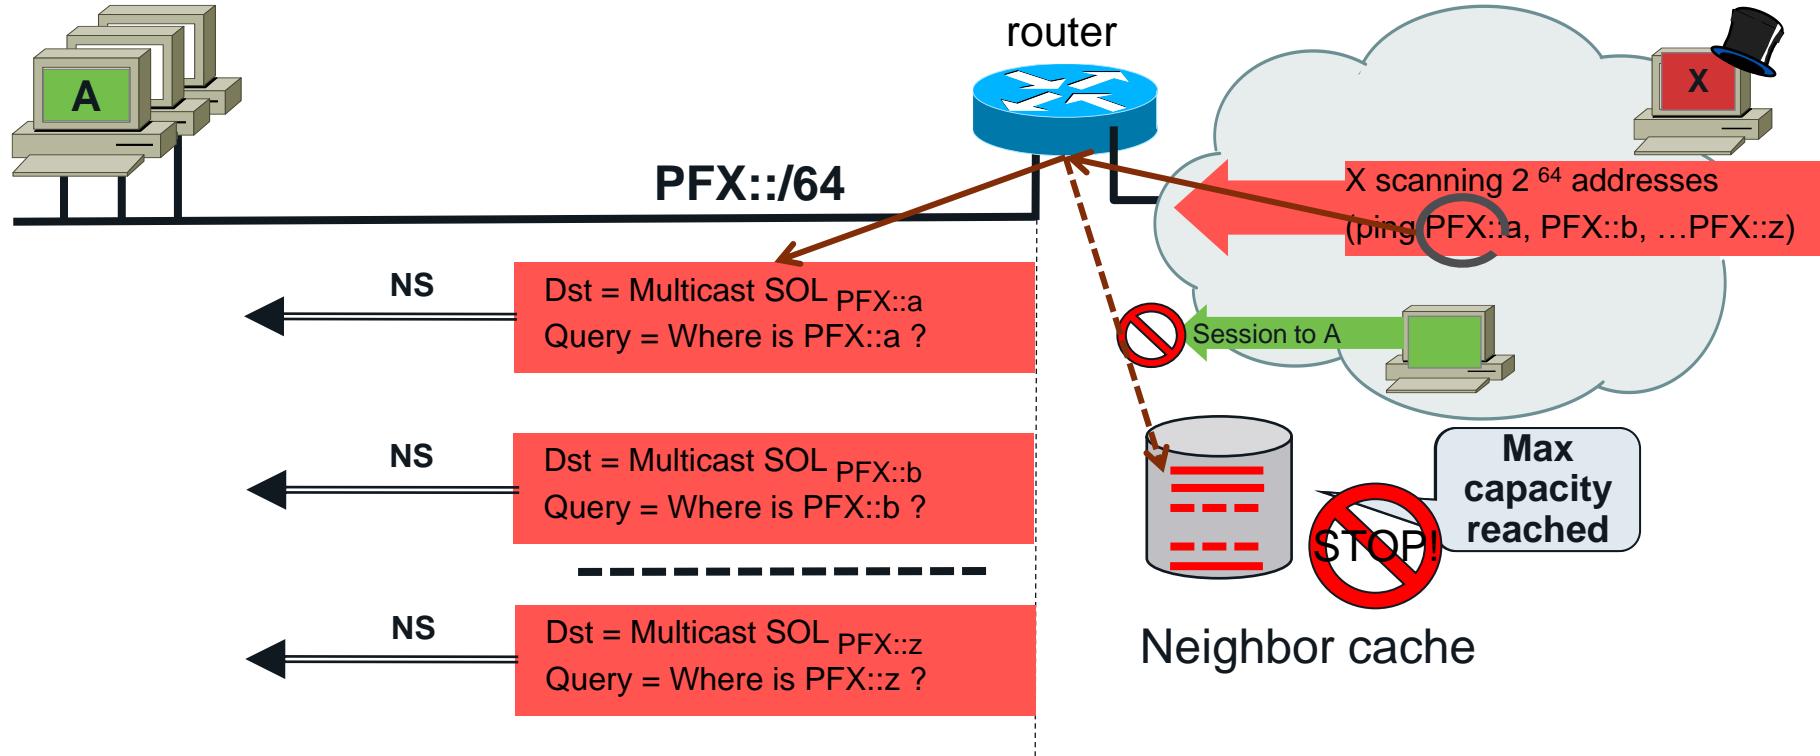 router
A
X
PFX::/64
X scanning 2 64 addresses
(ping PFX::a, PFX::b, …PFX::z)
NS
Dst = Multicast SOL PFX::a
Query = Where is PFX::a ?
Session to A
NS
Dst = Multicast SOL PFX::b
Query = Where is PFX::b ?
Max
capacity
reached
STOP!
NS
Dst = Multicast SOL PFX::z
Query = Where is PFX::z ?
Neighbor cache